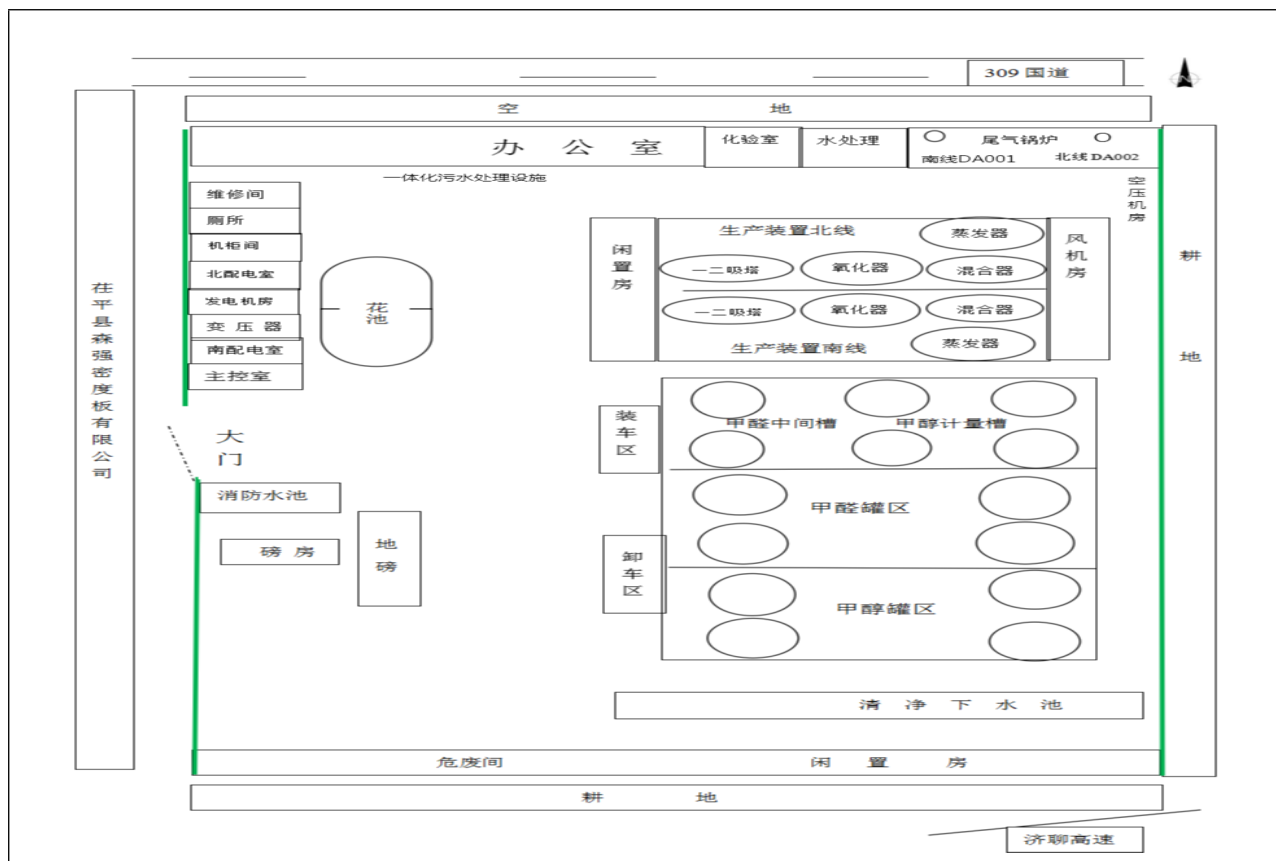 309 国道
空 地
办 公 室
化验室
水处理
尾气锅炉
南线DA001
北线DA002
一体化污水处理设施
空压机房
维修间
厕所
机柜间
北配电室
发电机房
变 压 器
南配电室
主控室
花池
闲置房
生产装置北线
蒸发器
一二吸塔
氧化器
混合器
一二吸塔
氧化器
混合器
生产装置南线
蒸发器
风机房
耕 地
茌平县森强密度板有限公司
大门
装车区
甲醛中间槽
甲醇计量槽
消防水池
磅 房
地磅
甲醛罐区
卸车区
甲醇罐区
清 净 下 水 池
危废间
闲 置 房
耕 地
济聊高速